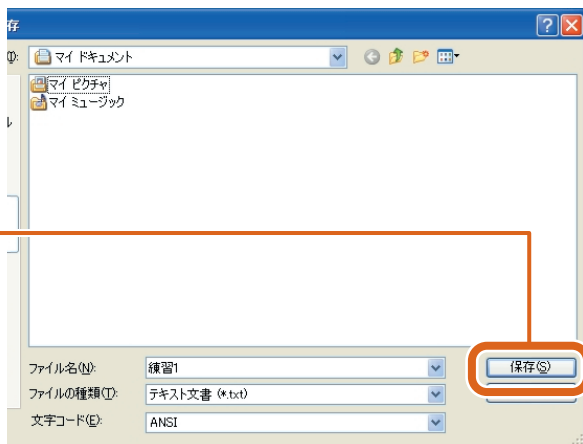 存
マイ ドキュメント
マイ ピクチャ
マイ ミュージック
ル
ファイル名(N):
練習1
保存(S)
ファイルの種類(T):
テキスト文書 (*.txt)
文字コード(E):
ANSI